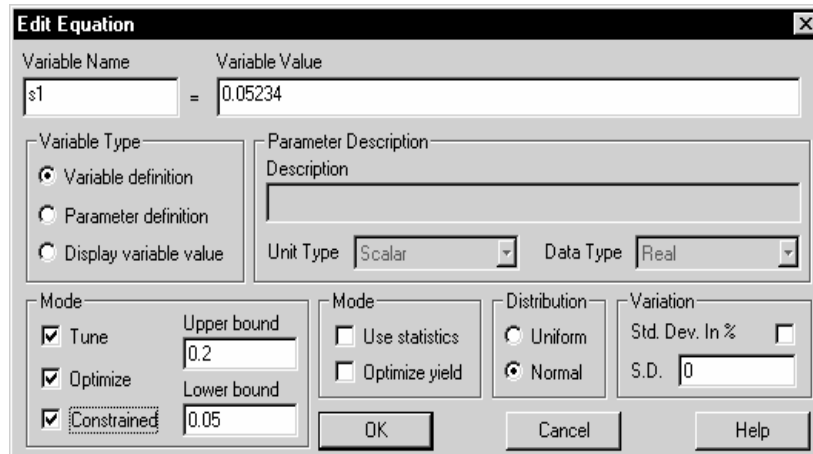 Edit Equation
Variable Name Variable Value
s1 = 0.05234
Variable Type
Variable definition
Parameter definition
Display variable value
Parameter Description
Description
Unit Type Scalar Data Type Real
Mode
Tune
Optimize
Constrained
Upper bound
0.2
Lower bound
0.05
Mode
Use statistics
Optimize yield
Distribution
Uniform
Normal
Variation
Std. Dev. In %
S.D. 0
OK Cancel Help